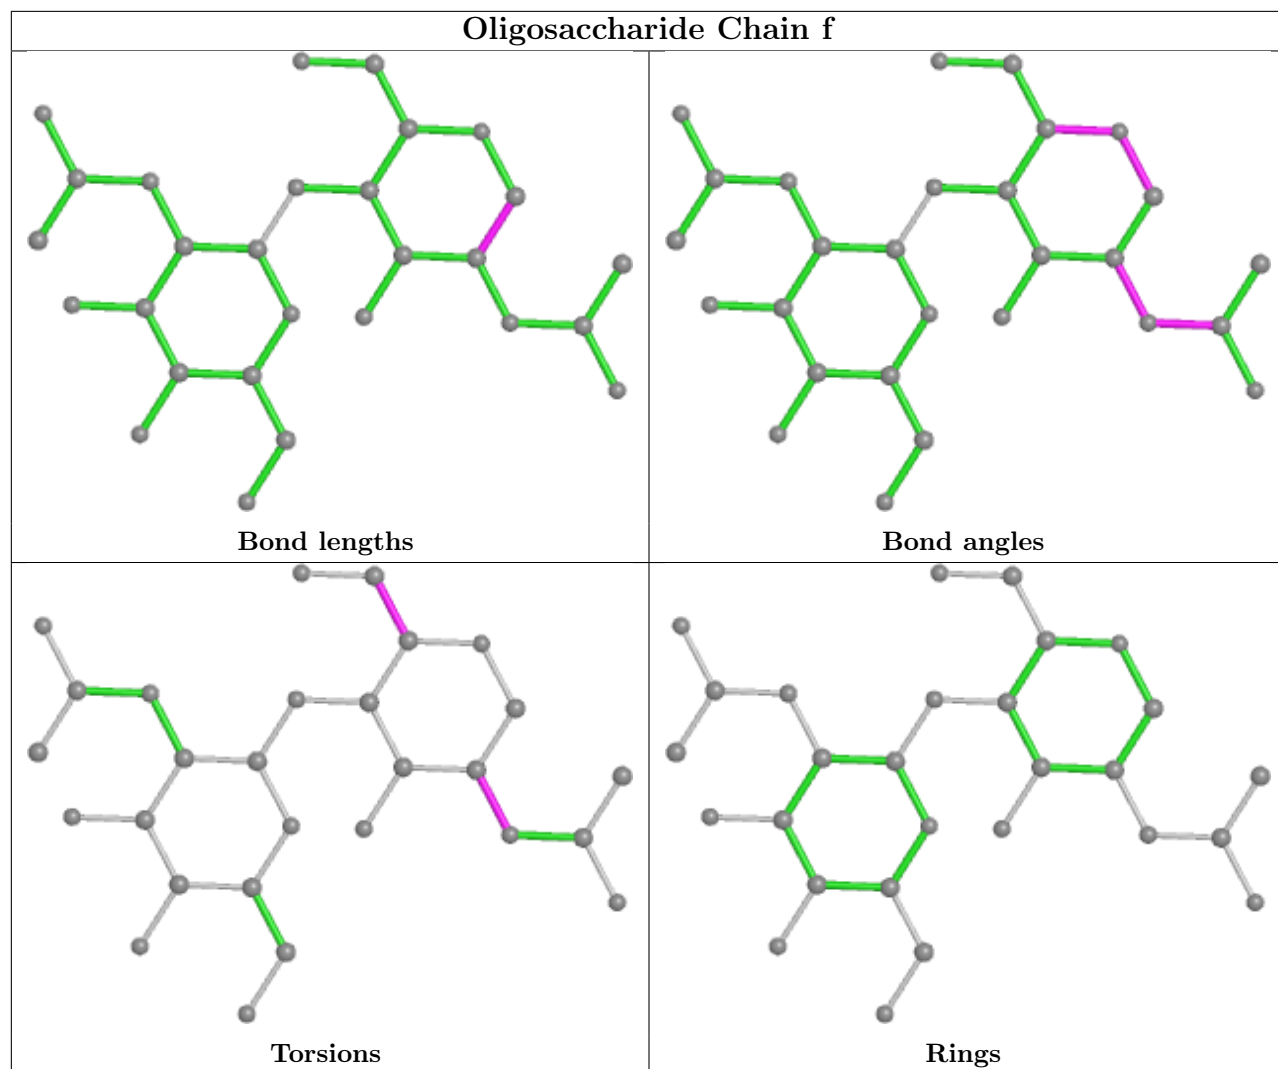 Oligosaccharide Chain f
Bond lengths
Bond angles
Torsions
Rings